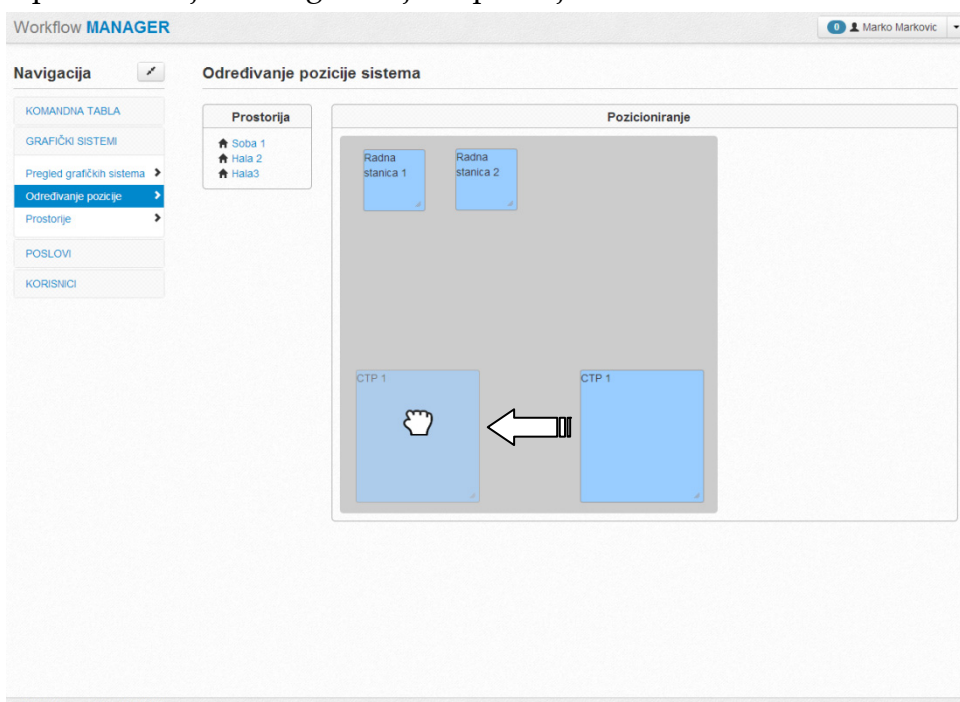 Workflow MANAGER
0 Marko Markovic
Navigacija
Određivanje pozicije sistema
KOMANDNA TABLA
GRAFIČKI SISTEMI
Pregled grafičkih sistema
Određivanje pozicije
Prostorije
POSLOVI
KORISNICI
Prostorija
Soba 1
Hala 2
Hala3
Pozicioniranje
Radna
stanica 1
Radna
stanica 2
CTP 1
CTP 1